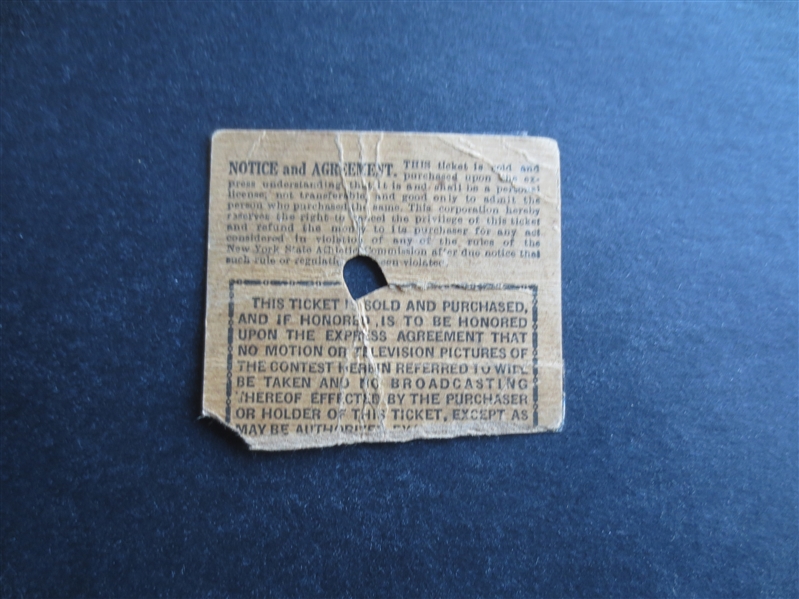 NOTICE and AGREEMENT. THIS ticket is sold and
purchased upon the ex-
press understanding that it is and shall be a personal
license, not transferable and good only to admit the
person who purchased the same. This corporation hereby
reserves the right to cancel the privilege of this ticket
and refund the money to its purchaser for any act
considered in violation of any of the rules of the
New York State Athletic Commission after due notice that
such rule or regulation been violated
THIS TICKET IS SOLD AND PURCHASED,
AND IF HONORED, IS TO BE HONORED
UPON THE EXPRESS AGREEMENT THAT
NO MOTION OR TELEVISION PICTURES OF
THE CONTEST HEREIN REFERRED TO WILL
BE TAKEN AND NO BROADCASTING
THEREOF EFFECTED BY THE PURCHASER
OR HOLDER OF THIS TICKET, EXCEPT AS
MAY BE AUTHORIZED